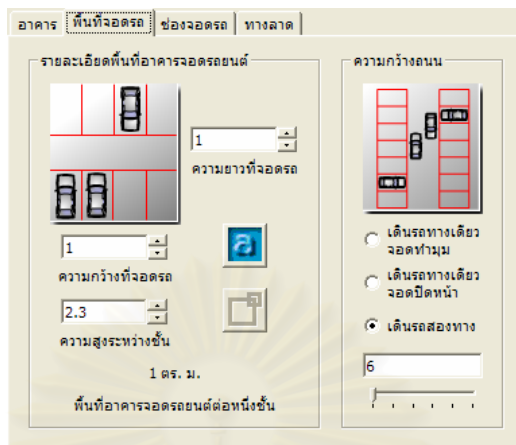 อาคาร พื้นที่จอดรถ ช่องจอดรถ ทางลาด
รายละเอียดพื้นที่อาคารจอดรถยนต์
1
ความยาวที่จอดรถ
1
ความกว้างที่จอดรถ
a
2.3
ความสูงระหว่างชั้น
1 ตร. ม.
พื้นที่อาคารจอดรถยนต์ต่อหนึ่งชั้น
ความกว้างถนน
เดินรถทางเดียว
จอดทำมุม
เดินรถทางเดียว
จอดปิดหน้า
เดินรถสองทาง
6